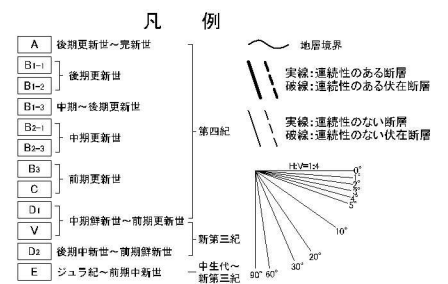 凡 例
A 後期更新世～完新世
B1-1
B1-2
後期更新世
B1-3 中期～後期更新世
B2-1
B2-3
中期更新世
B3
C
前期更新世
D1
V
中期鮮新世～前期更新世
D2 後期中新世～前期鮮新世
E ジュラ紀～前期中新世
第四紀
新第三紀
中生代～
新第三紀
地層境界
実線:連続性のある断層
破線:連続性のある伏在断層
実線:連続性のない断層
破線:連続性のない伏在断層
H:V=1:4
0°
1°
2°
3°
4°
5°
10°
20°
30°
60°
90°